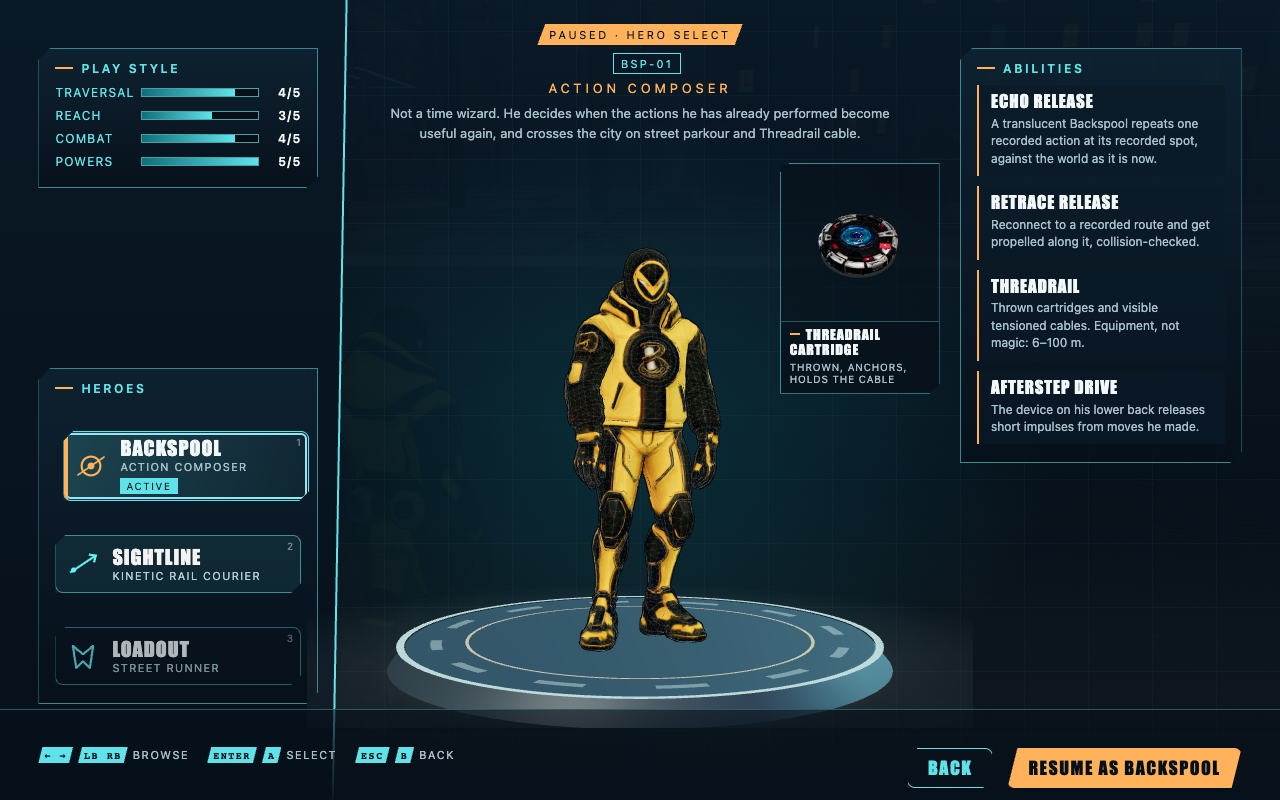 PAUSED · HERO SELECT
BSP-01
ACTION COMPOSER
Not a time wizard. He decides when the actions he has already performed become
useful again, and crosses the city on street parkour and Threadrail cable.
PLAY STYLE
TRAVERSAL 4/5
REACH 3/5
COMBAT 4/5
POWERS 5/5
HEROES
1
BACKSPOOL
ACTION COMPOSER
ACTIVE
2
SIGHTLINE
KINETIC RAIL COURIER
3
LOADOUT
STREET RUNNER
B
THREADRAIL
CARTRIDGE
THROWN, ANCHORS,
HOLDS THE CABLE
ABILITIES
ECHO RELEASE
A translucent Backspool repeats one
recorded action at its recorded spot,
against the world as it is now.
RETRACE RELEASE
Reconnect to a recorded route and get
propelled along it, collision-checked.
THREADRAIL
Thrown cartridges and visible
tensioned cables. Equipment, not
magic: 6–100 m.
AFTERSTEP DRIVE
The device on his lower back releases
short impulses from moves he made.
← → LB RB BROWSE ENTER A SELECT ESC B BACK
BACK
RESUME AS BACKSPOOL